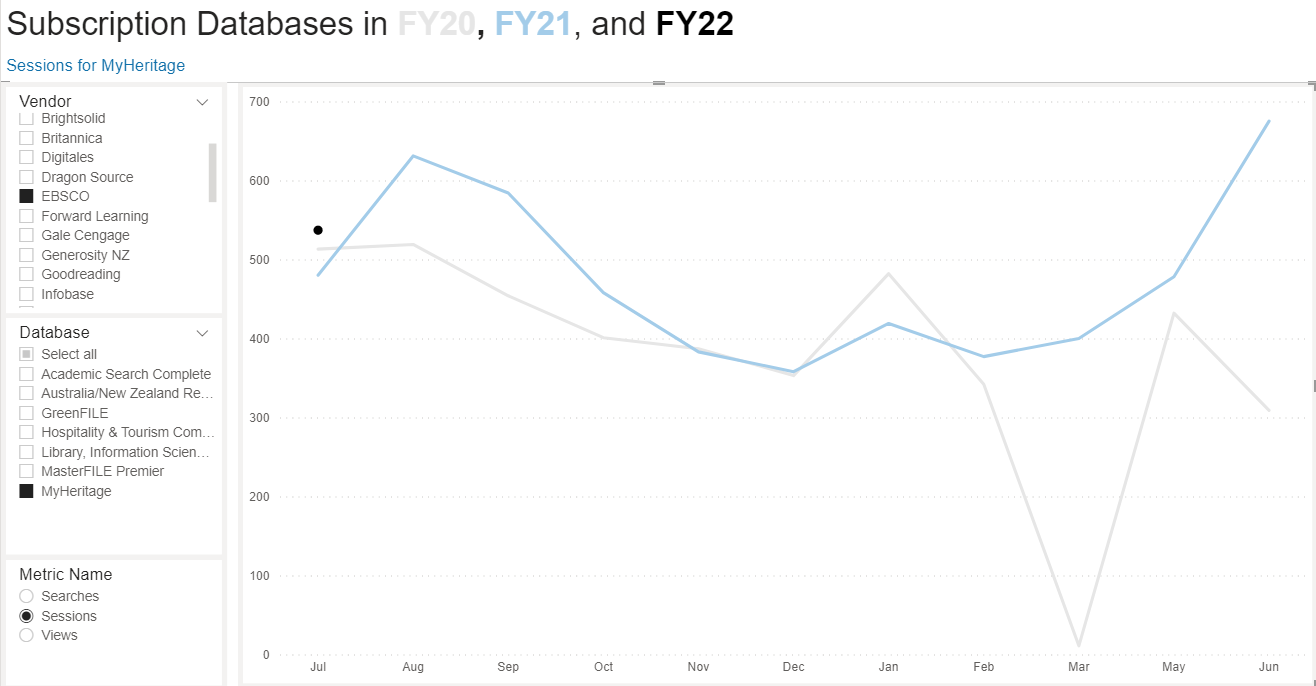 Subscription Databases in FY20, FY21, and FY22
Sessions for MyHeritage
Vendor
Brightsolid
Britannica
Digitales
Dragon Source
EBSCO
Forward Learning
Gale Cengage
Generosity NZ
Goodreading
Infobase
Database
Select all
Academic Search Complete
Australia/New Zealand Re...
GreenFILE
Hospitality & Tourism Com...
Library, Information Scien...
MasterFILE Premier
MyHeritage
Metric Name
Searches
Sessions
Views
700
600
500
400
300
200
100
0
Jul Aug Sep Oct Nov Dec Jan Feb Mar May Jun